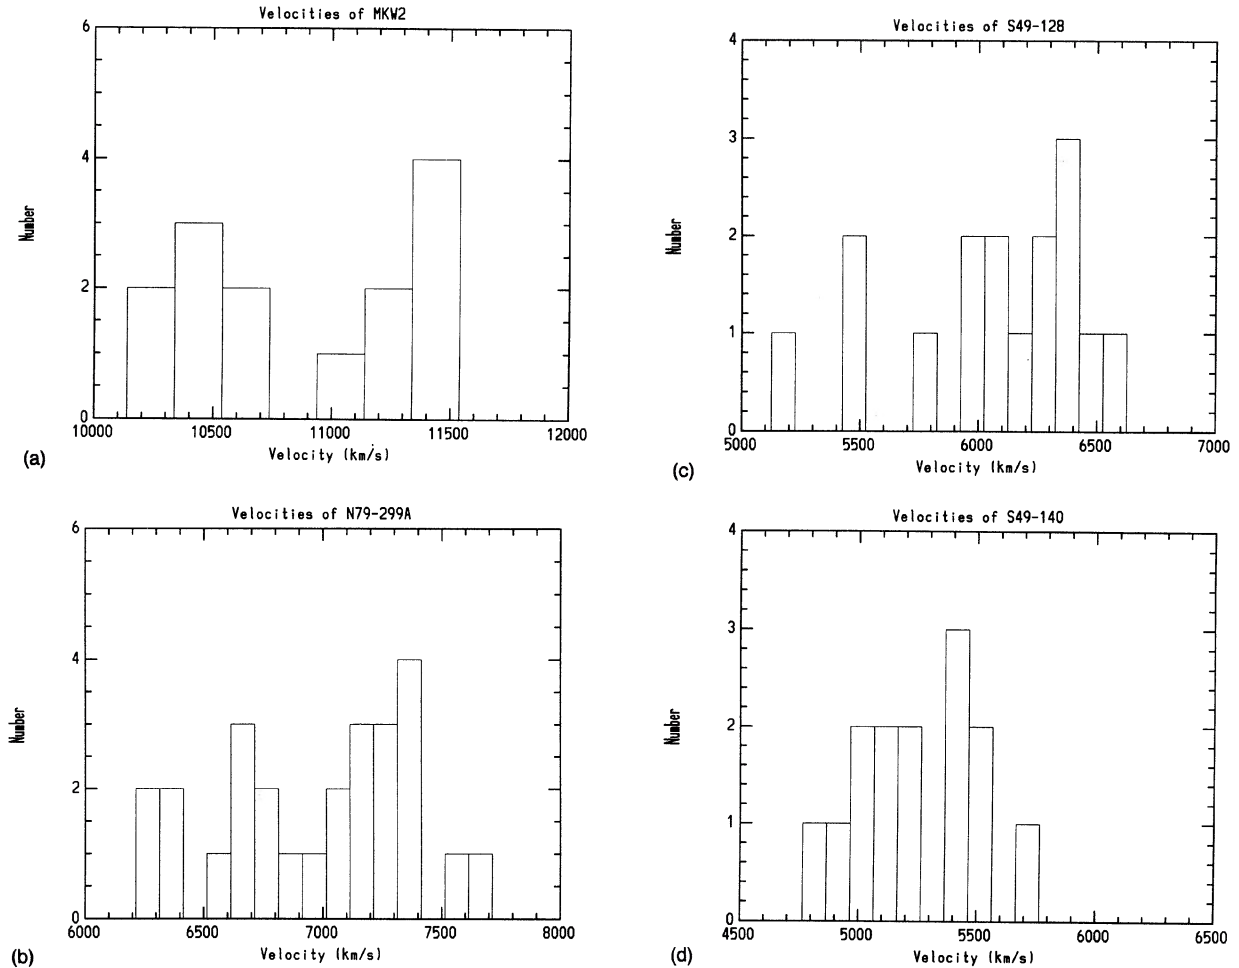 Velocities of MKW2
6
4
2
0
Number
10000 10500 11000 11500 12000
Velocity (km/s)
(a)
Velocities of N79-299A
6
4
2
0
Number
6000 6500 7000 7500 8000
Velocity (km/s)
(b)
Velocities of S49-128
4
3
2
1
0
Number
5000 5500 6000 6500 7000
Velocity (km/s)
(c)
Velocities of S49-140
4
3
2
1
0
Number
4500 5000 5500 6000 6500
Velocity (km/s)
(d)